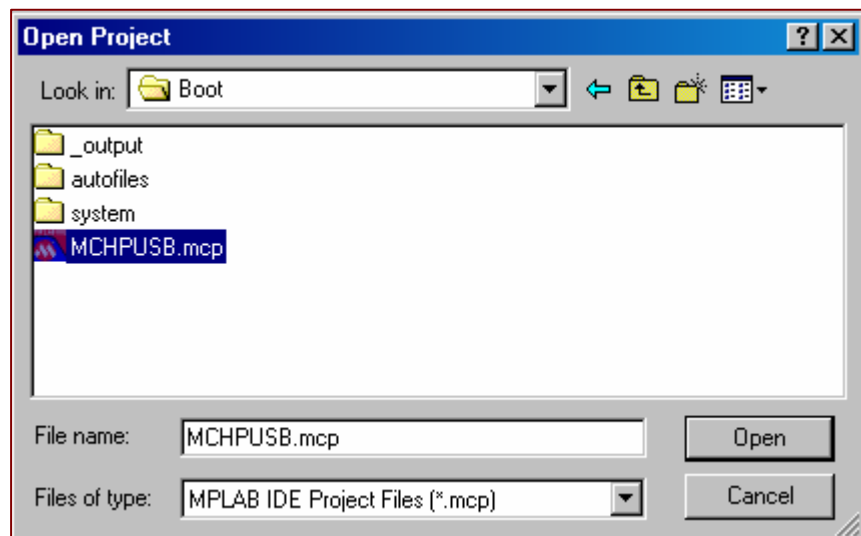 Open Project
Look in: Boot
_output
autofiles
system
MCHPUSB.mcp
File name: MCHPUSB.mcp Open
Files of type: MPLAB IDE Project Files (*.mcp) Cancel